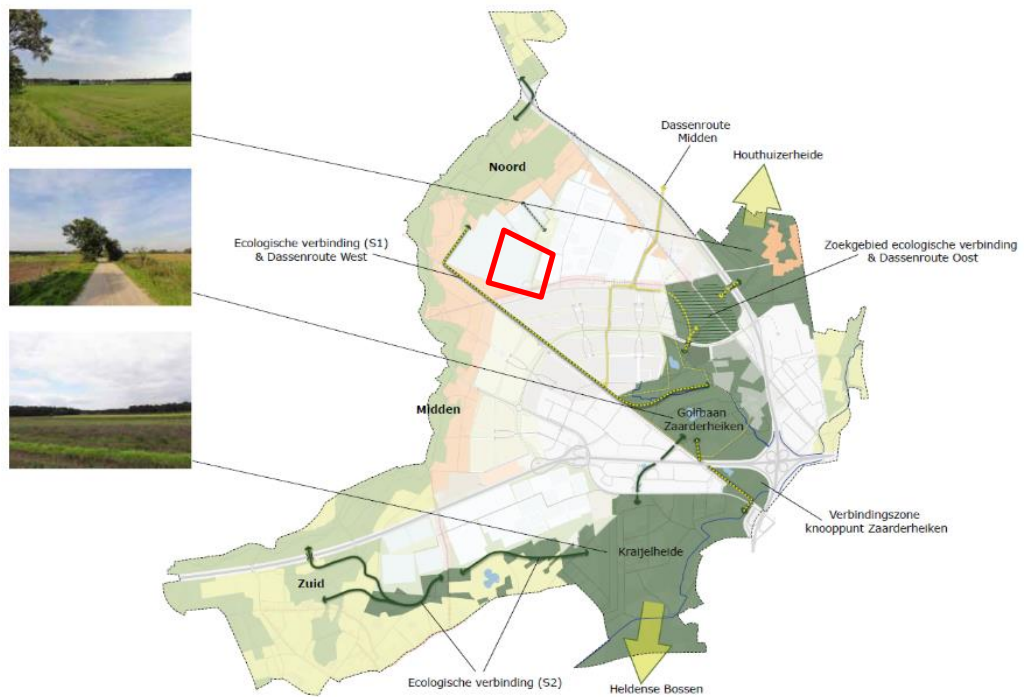 Dassenroute
Midden
Houthuizerheide
Noord
Ecologische verbinding (S1)
& Dassenroute West
Zoekgebied ecologische verbinding
& Dassenroute Oost
Midden
Golfbaan
Zaarderheiken
Verbindingszone
knooppunt Zaarderheiken
Kraijelheide
Zuid
Ecologische verbinding (S2)
Heldense Bossen